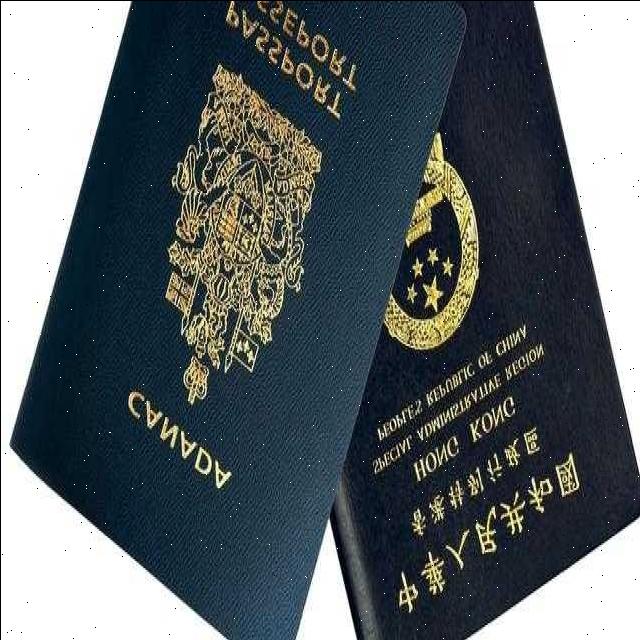 CANADA
PASSPORT
PASSEPORT
中華人民共和國
香港特別行政區
HONG KONG
SPECIAL ADMINISTRATIVE REGION
PEOPLE'S REPUBLIC OF CHINA